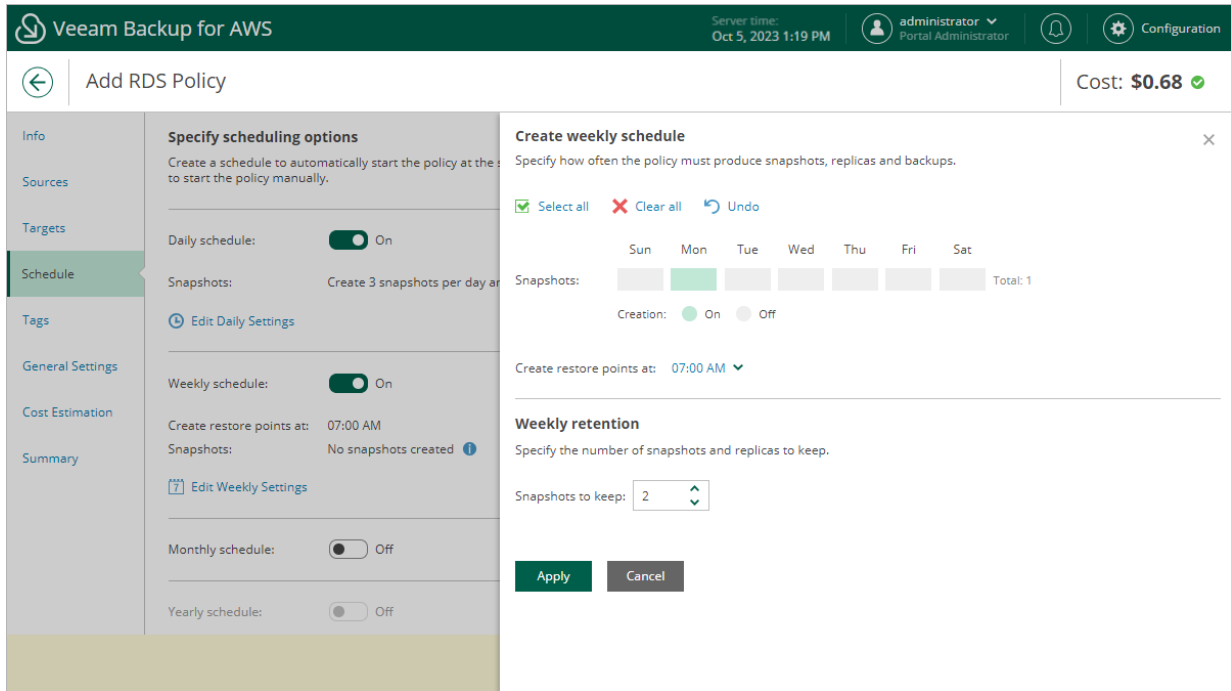 Veeam Backup for AWS
Server time:
Oct 5, 2023 1:19 PM
administrator
Portal Administrator
Configuration
Add RDS Policy
Cost: $0.68
Info
Sources
Targets
Schedule
Tags
General Settings
Cost Estimation
Summary
Specify scheduling options
Create a schedule to automatically start the policy at the s
to start the policy manually.
Daily schedule: On
Snapshots: Create 3 snapshots per day an
Edit Daily Settings
Weekly schedule: On
Create restore points at: 07:00 AM
Snapshots: No snapshots created
7 Edit Weekly Settings
Monthly schedule: Off
Yearly schedule: Off
Create weekly schedule
Specify how often the policy must produce snapshots, replicas and backups.
Select all Clear all Undo
Sun Mon Tue Wed Thu Fri Sat
Snapshots: Total: 1
Creation: On Off
Create restore points at: 07:00 AM
Weekly retention
Specify the number of snapshots and replicas to keep.
Snapshots to keep: 2
Apply Cancel